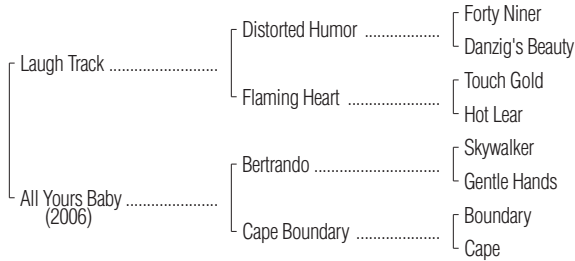 Forty Niner
Distorted Humor ..................
Danzig's Beauty
Laugh Track ..........................
Touch Gold
Flaming Heart ......................
Hot Lear
Skywalker
Bertrando ..............................
Gentle Hands
All Yours Baby ......................
(2006)
Boundary
Cape Boundary ....................
Cape